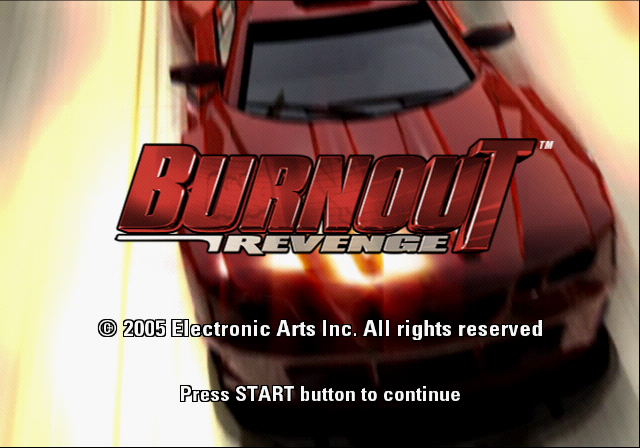 BURNOUT™
REVENGE
© 2005 Electronic Arts Inc. All rights reserved
Press START button to continue